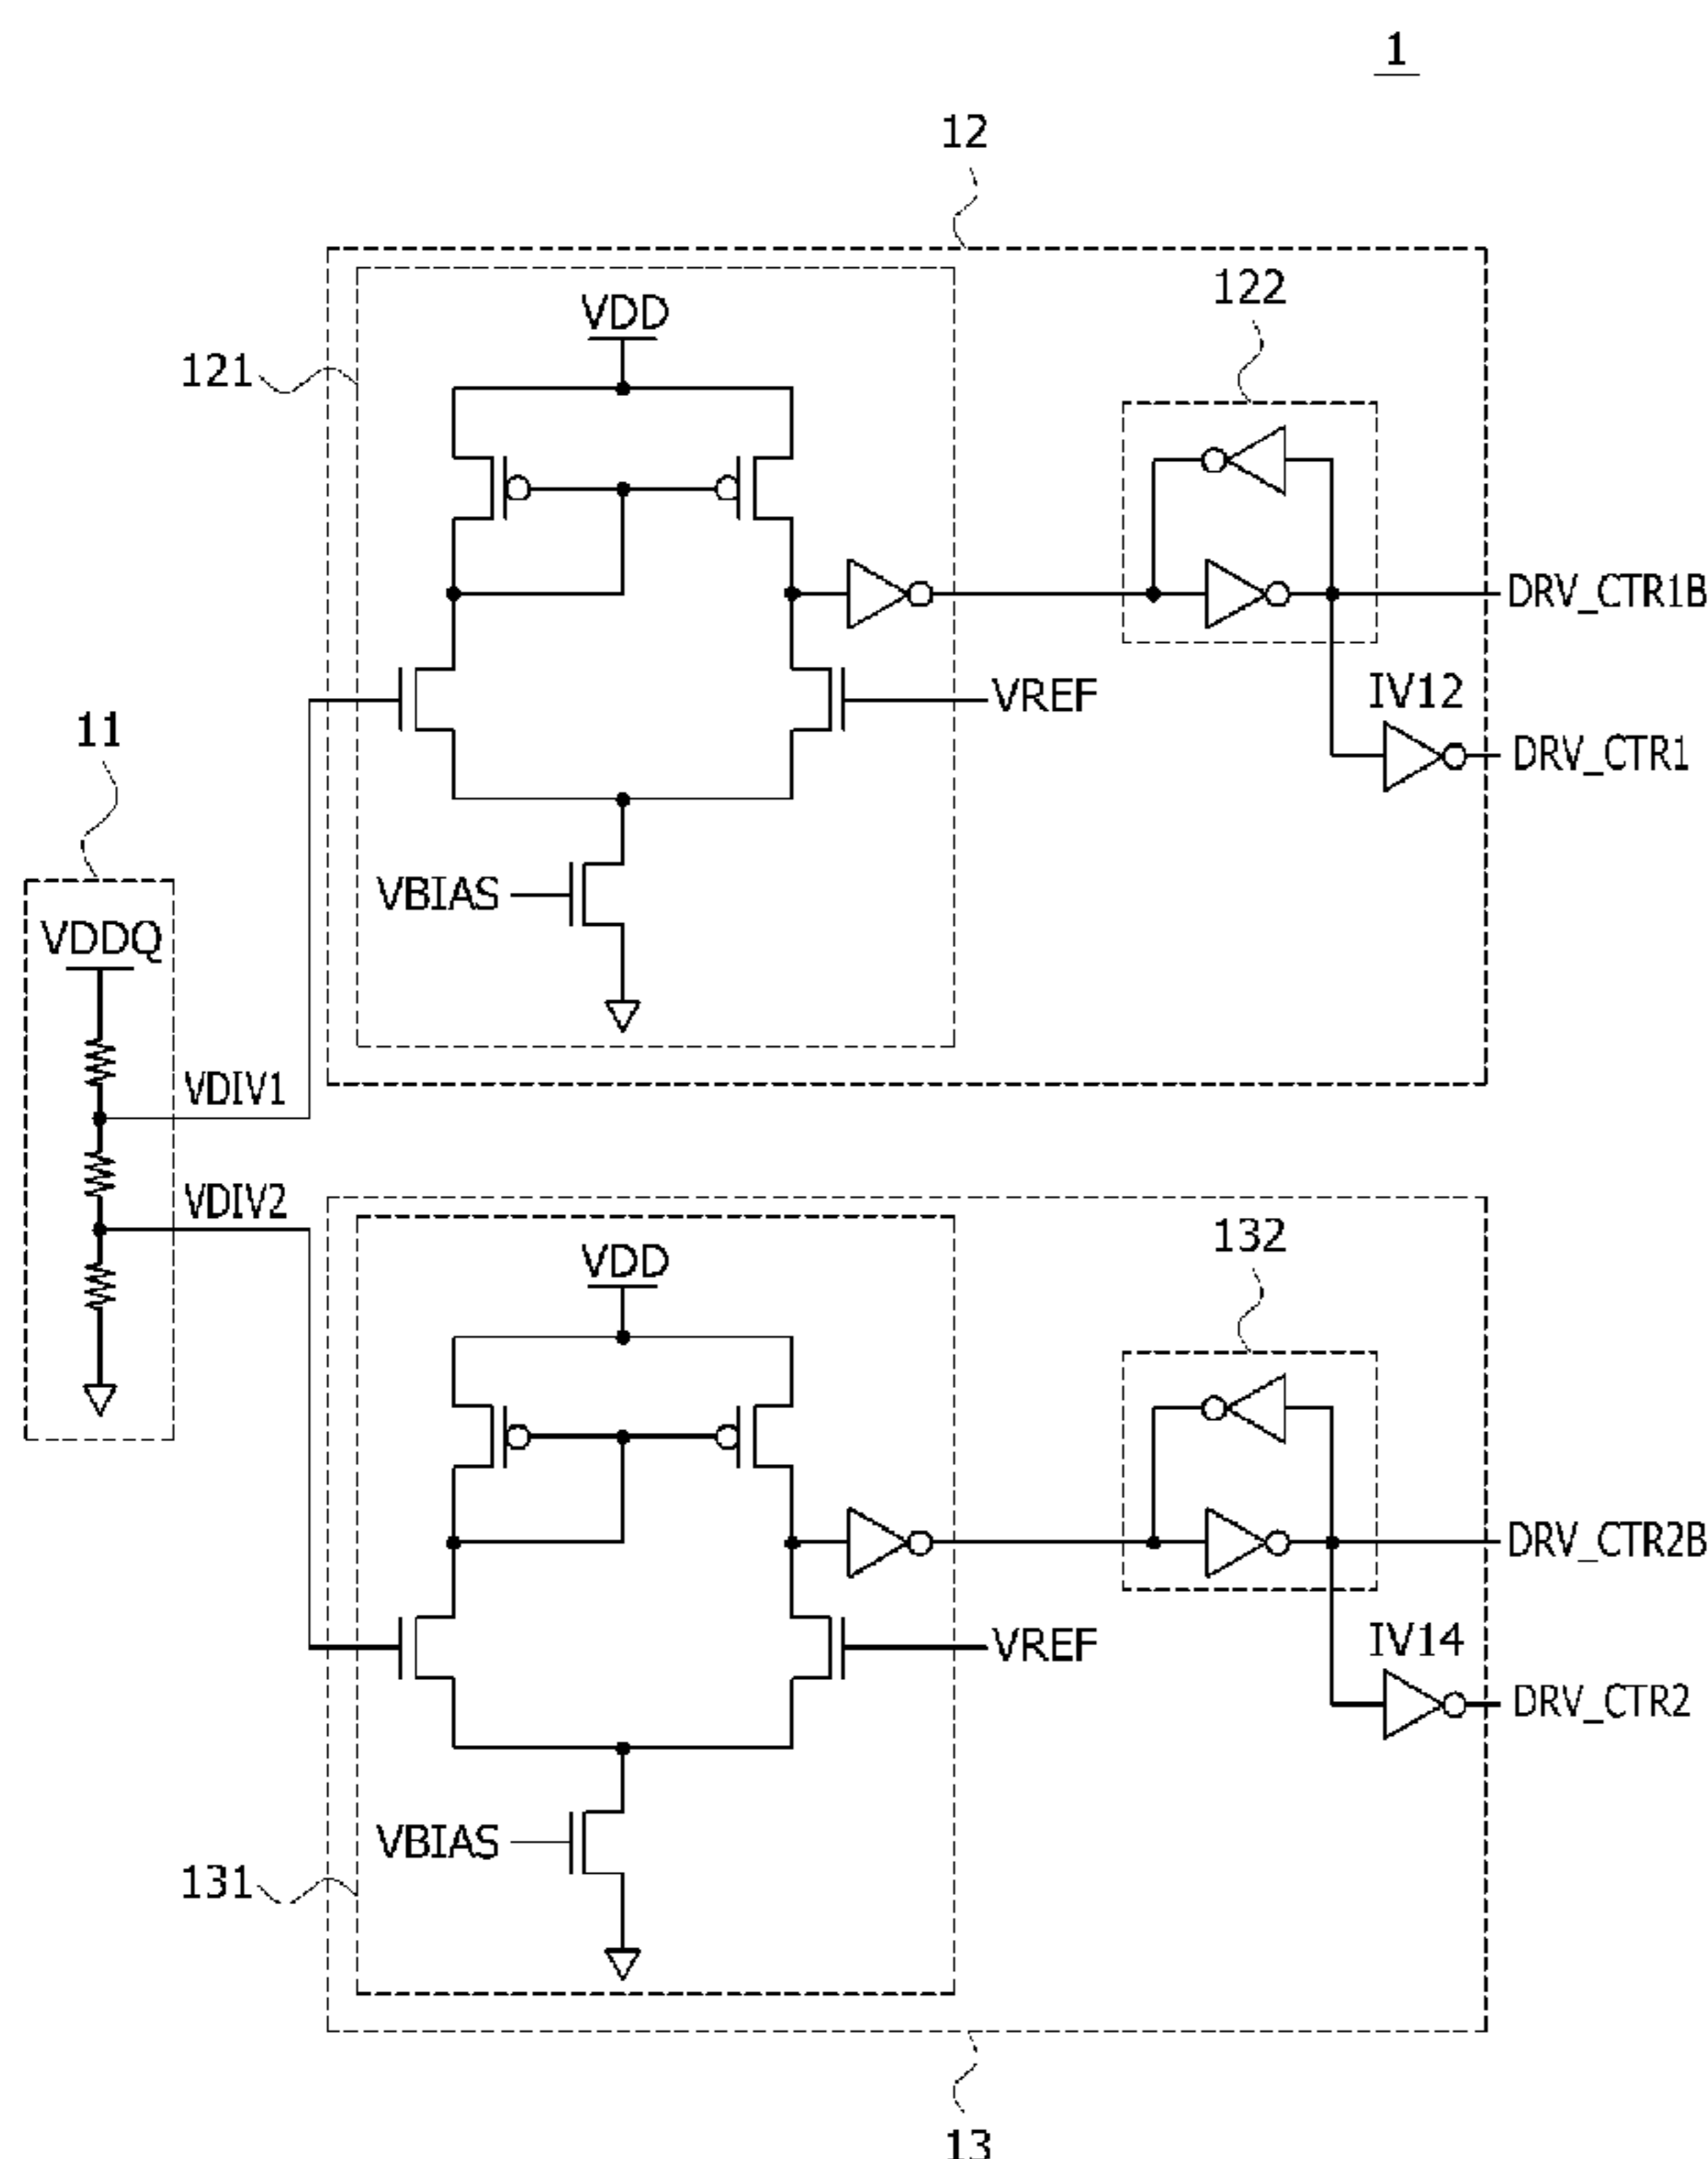 1
12
122
VDD
121
DRV_CTR1B
VREF
IV12
DRV_CTR1
11
VBIAS
VDDQ
VDIV1
VDIV2
132
VDD
DRV_CTR2B
VREF
IV14
DRV_CTR2
VBIAS
131
13